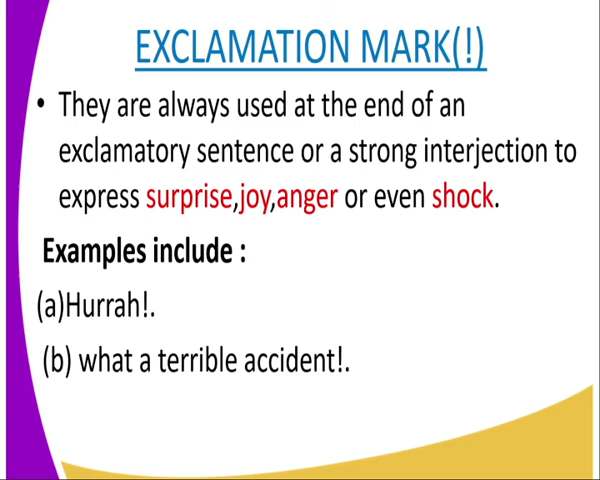 EXCLAMATION MARK(!)
• They are always used at the end of an
exclamatory sentence or a strong interjection to
express surprise,joy,anger or even shock.
Examples include :
(a)Hurrah!.
(b) what a terrible accident!.